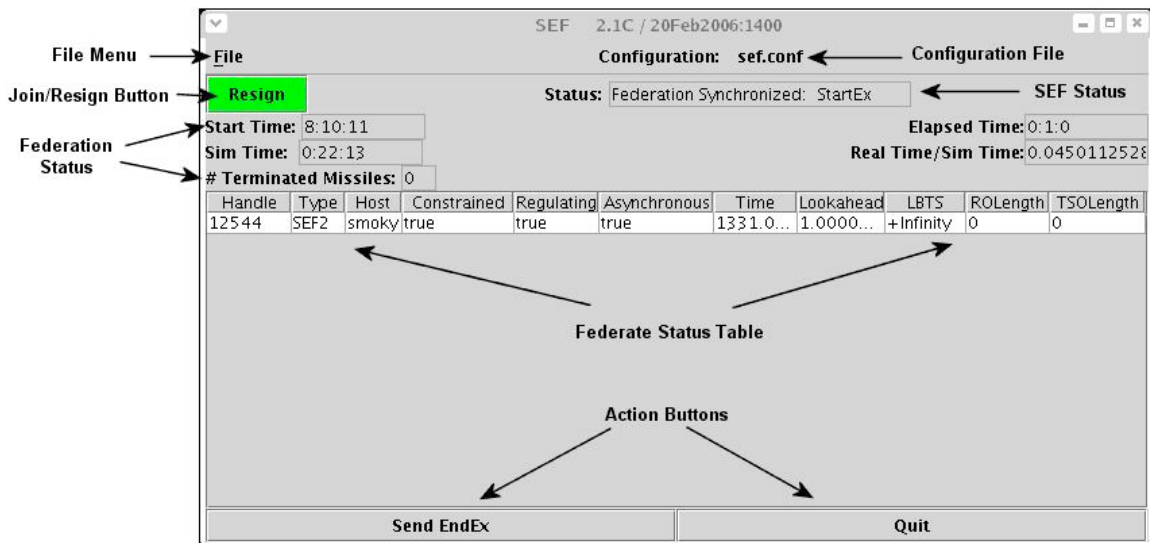 SEF 2.1C / 20Feb2006:1400
File Menu
File
Configuration: sef.conf
Configuration File
Join/Resign Button
Resign
Status: Federation Synchronized: StartEx
SEF Status
Federation
Status
Start Time: 8:10:11
Elapsed Time: 0:1:0
Sim Time: 0:22:13
Real Time/Sim Time: 0.0450112528
# Terminated Missiles: 0
Handle Type Host Constrained Regulating Asynchronous Time Lookahead LBTS ROLength TSOLength
12544 SEF2 smoky true true true 1331.0... 1.0000... +Infinity 0 0
Federate Status Table
Action Buttons
Send EndEx
Quit